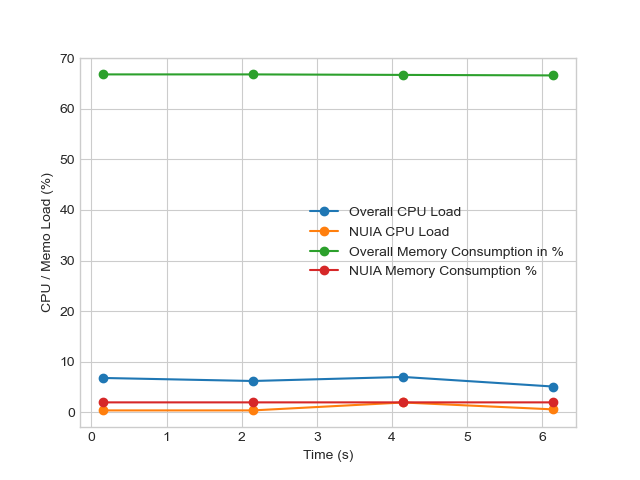 70
60
50
40
30
20
10
0
CPU / Memo Load (%)
Overall CPU Load
NUIA CPU Load
Overall Memory Consumption in %
NUIA Memory Consumption %
0 1 2 3 4 5 6
Time (s)